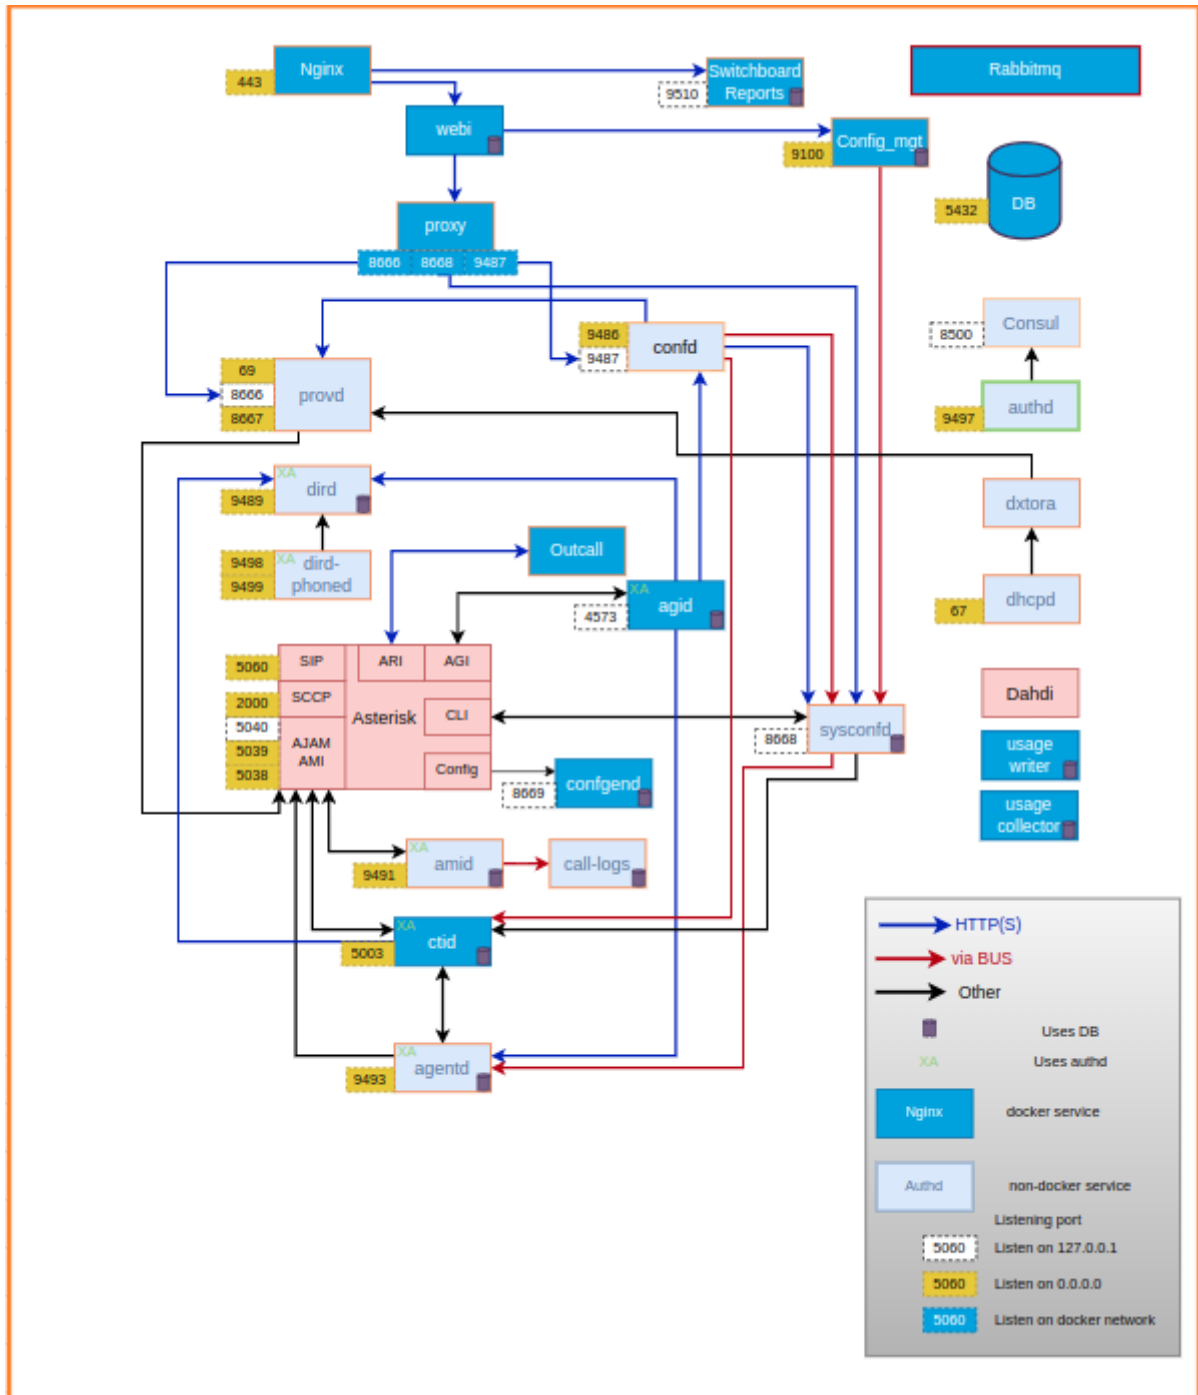 Nginx
443
Switchboard
Reports
9510
Rabbitmq
webi
Config_mgt
9100
DB
5432
proxy
8666 8668 9487
Consul
8500
9486
9487
confd
69
8666
8667
provd
authd
9497
XA
dird
9489
dxtora
Outcall
XA
dird-
phoned
9498
9499
XA
agid
4573
dhcpd
67
5060
SIP
ARI
AGI
2000
SCCP
5040
5039
5038
AJAM
AMI
Asterisk
CLI
Config
Dahdi
sysconfd
8668
usage
writer
confgend
8669
usage
collector
XA
amid
9491
call-logs
XA
ctid
5003
XA
agentd
9493
HTTP(S)
via BUS
Other
Uses DB
XA
Uses authd
Nginx
docker service
Authd
non-docker service
Listening port
5060
Listen on 127.0.0.1
5060
Listen on 0.0.0.0
5060
Listen on docker network